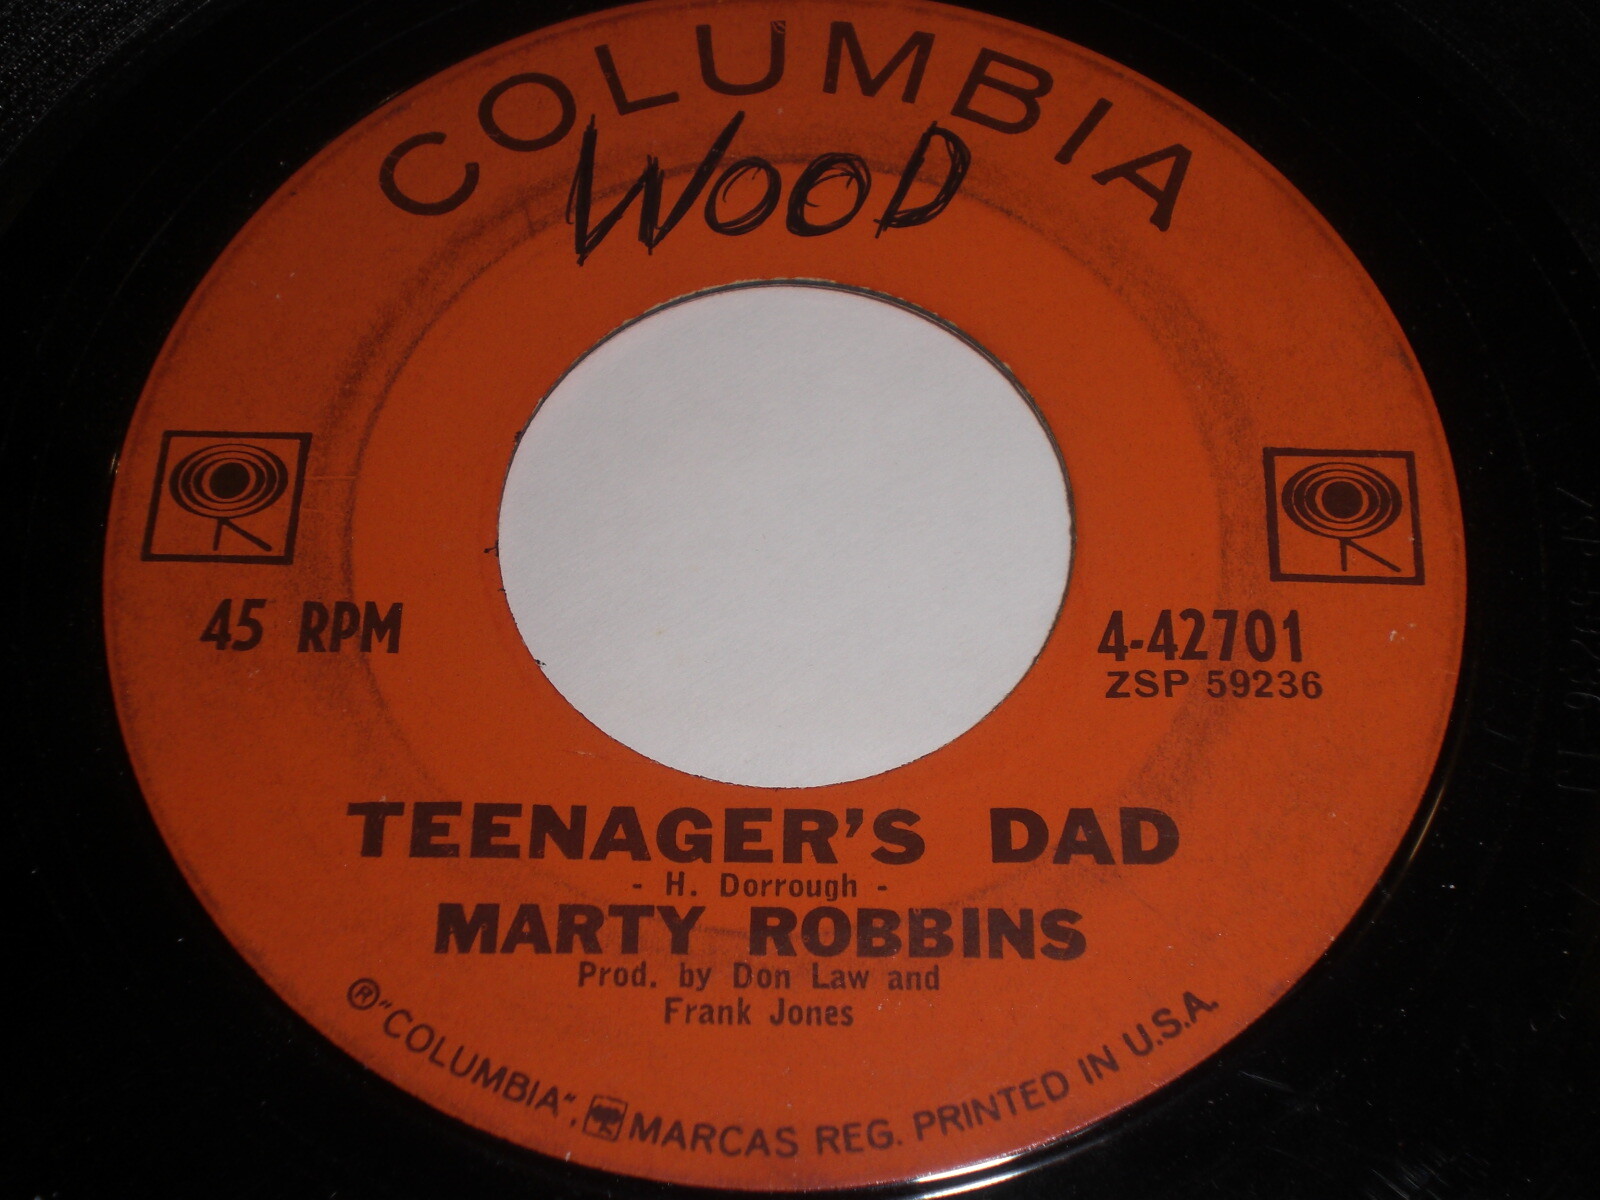 COLUMBIA
WOOD
45 RPM
4-42701
ZSP 59236
TEENAGER'S DAD
- H. Dorrough -
MARTY ROBBINS
Prod. by Don Law and
Frank Jones
® "COLUMBIA", MARCAS REG. PRINTED IN U.S.A.